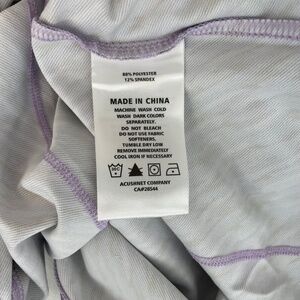 88% POLYESTER
12% SPANDEX
MADE IN CHINA
MACHINE WASH COLD
WASH DARK COLORS
SEPARATELY.
DO NOT BLEACH
DO NOT USE FABRIC
SOFTENERS.
TUMBLE DRY LOW
REMOVE IMMEDIATELY
COOL IRON IF NECESSARY
ACUSHNET COMPANY
CA#28544